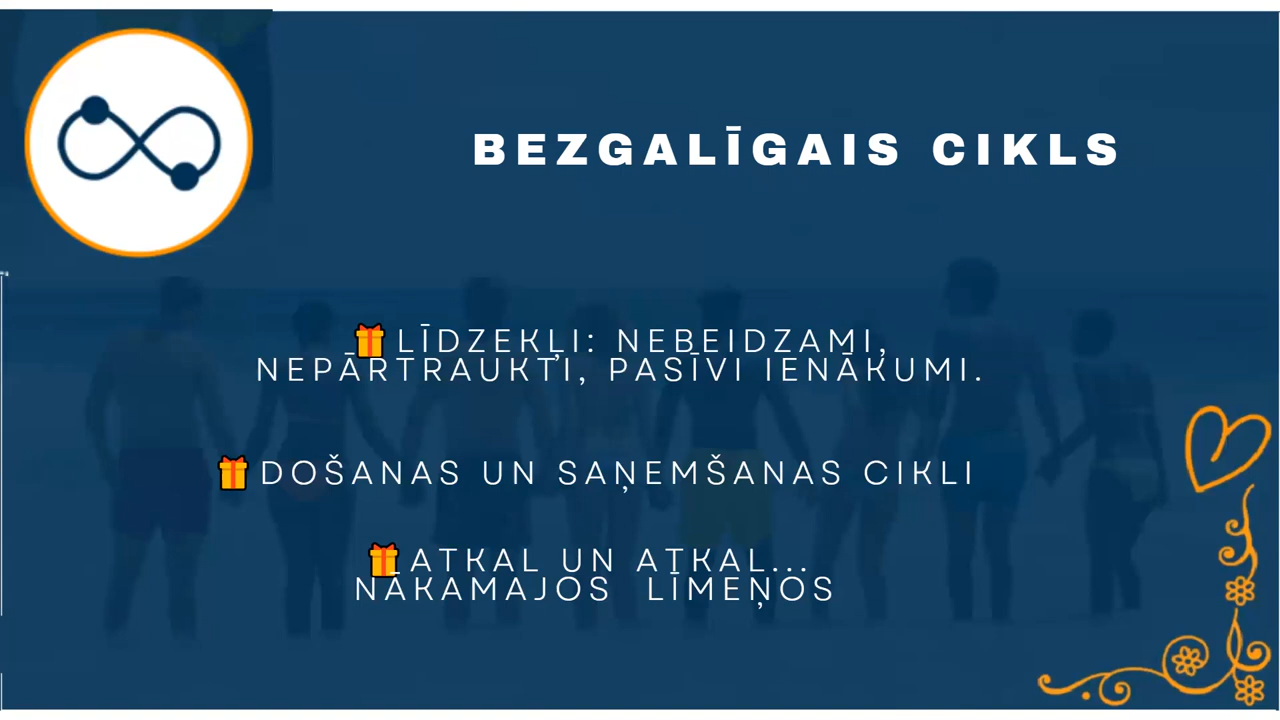 BEZGALĪGAIS CIKLS
🎁LĪDZEKĻI: NEBEIDZAMI,
NEPĀRTRAUKTI, PASĪVI IENĀKUMI.
🎁DOŠANAS UN SAŅEMŠANAS CIKLI
🎁ATKAL UN ATKAL...
NĀKAMAJOS LĪMEŅOS